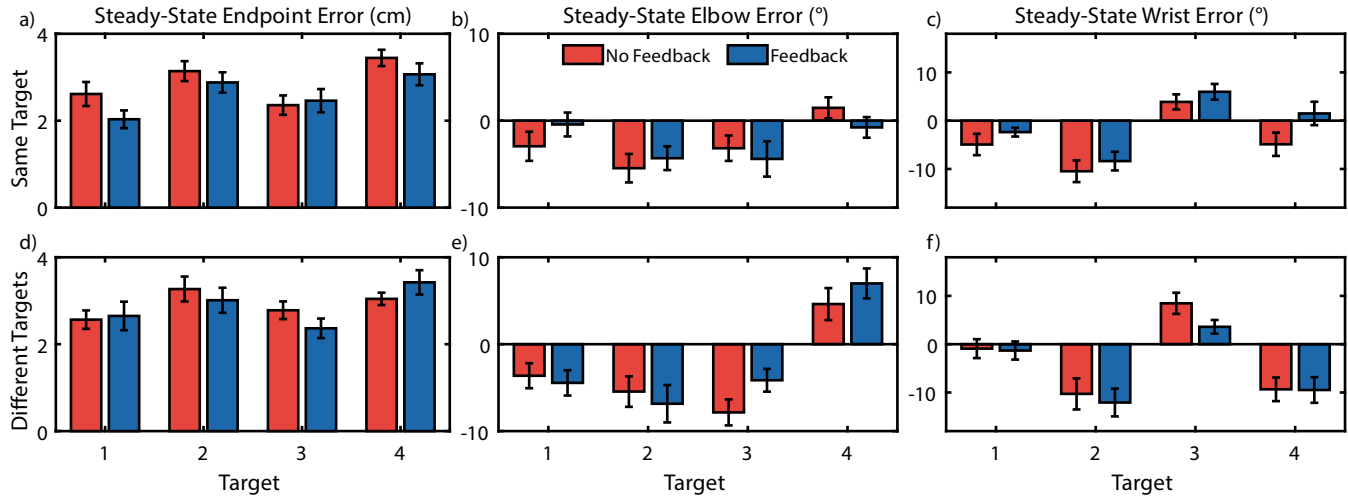 a) Steady-State Endpoint Error (cm)
b) Steady-State Elbow Error (°)
c) Steady-State Wrist Error (°)
Same Target
4
2
0
10
0
-10
No Feedback
Feedback
10
0
-10
d)
e)
f)
Different Targets
4
2
0
1 2 3 4
Target
10
0
-10
1 2 3 4
Target
10
0
-10
1 2 3 4
Target